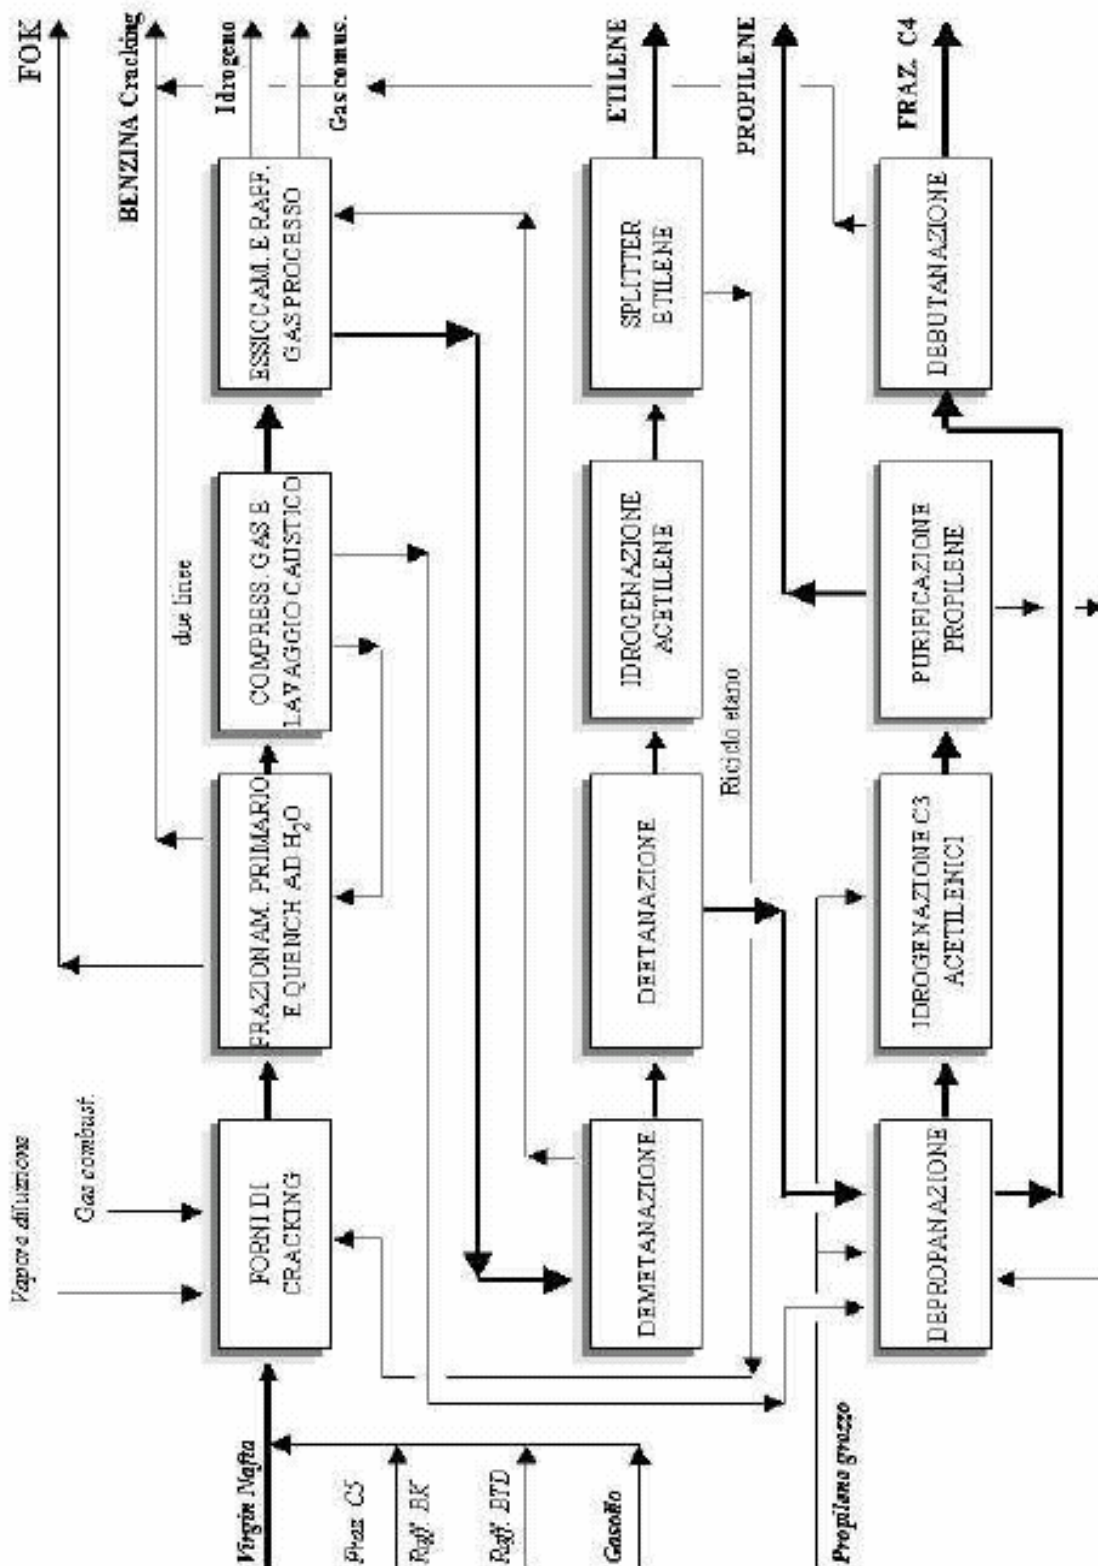 Vapore diluzione
Gas combust.
Virgin Nafta
Fraz. C5
Raff. BK
Raff. BTD
Gasolio
Propilene grezzo
FORNI DI
CRACKING
FRAZIONAM. PRIMARIO
E QUENCH AD H₂O
due linee
COMPRESS. GAS E
LAVAGGIO CAUSTICO
ESSICCAM. E RAFF.
GAS PROCESSO
FOK
BENZINA Cracking
Idrogeno
Gas comus.
DEMETANAZIONE
DEETANAZIONE
IDROGENAZIONE
ACETILENE
SPLITTER
ETILENE
ETILENE
Riciclo etano
PROPILENE
DEPROPANAZIONE
IDROGENAZIONE C3
ACETILENICI
PURIFICAZIONE
PROPILENE
DEBUTANAZIONE
FRAZ. C4